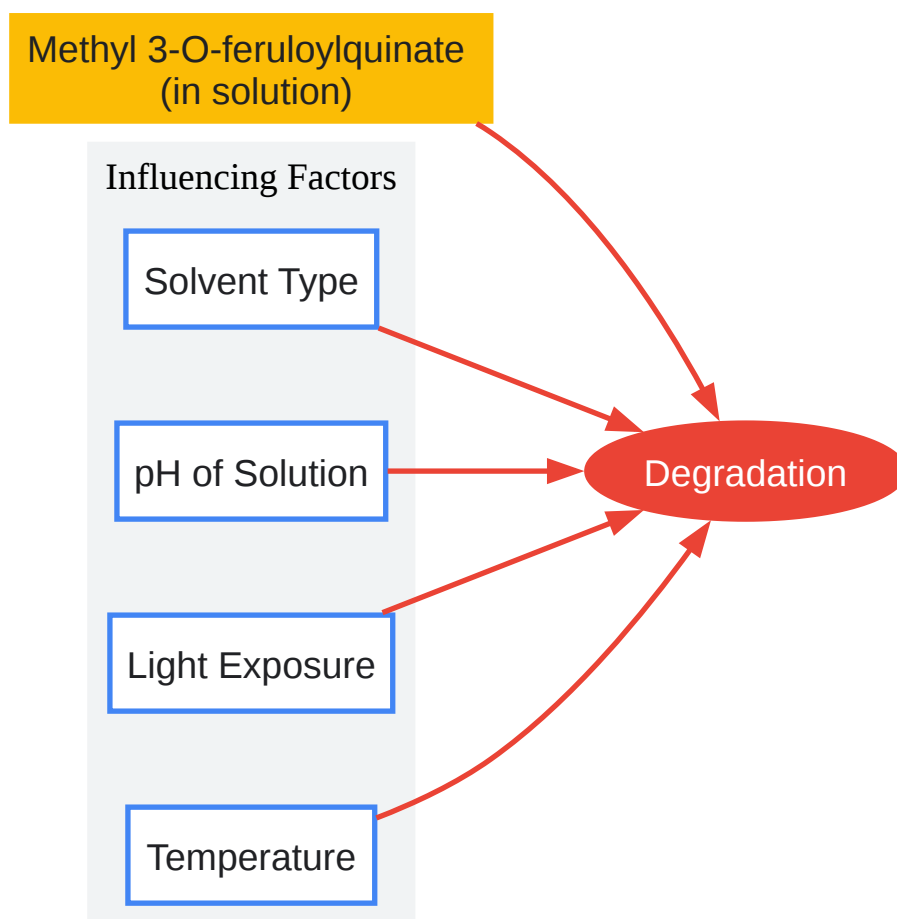 Methyl 3-O-feruloylquinate
(in solution)
Influencing Factors
Solvent Type
pH of Solution
Degradation
Light Exposure
Temperature